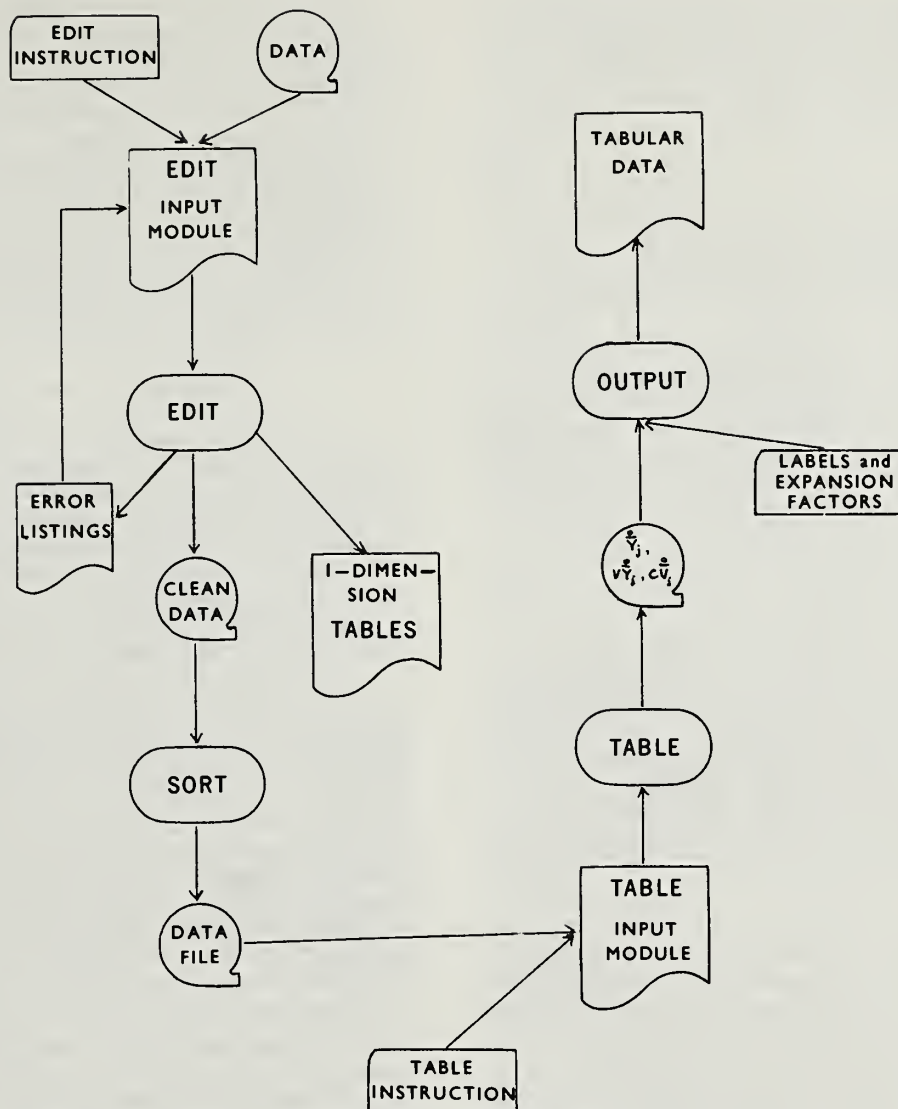 EDIT
INSTRUCTION
DATA
EDIT
INPUT
MODULE
EDIT
ERROR
LISTINGS
CLEAN
DATA
I-DIMEN-
SION
TABLES
SORT
DATA
FILE
TABLE
INSTRUCTION
TABLE
INPUT
MODULE
TABLE
OUTPUT
LABELS and
EXPANSION
FACTORS
TABULAR
DATA